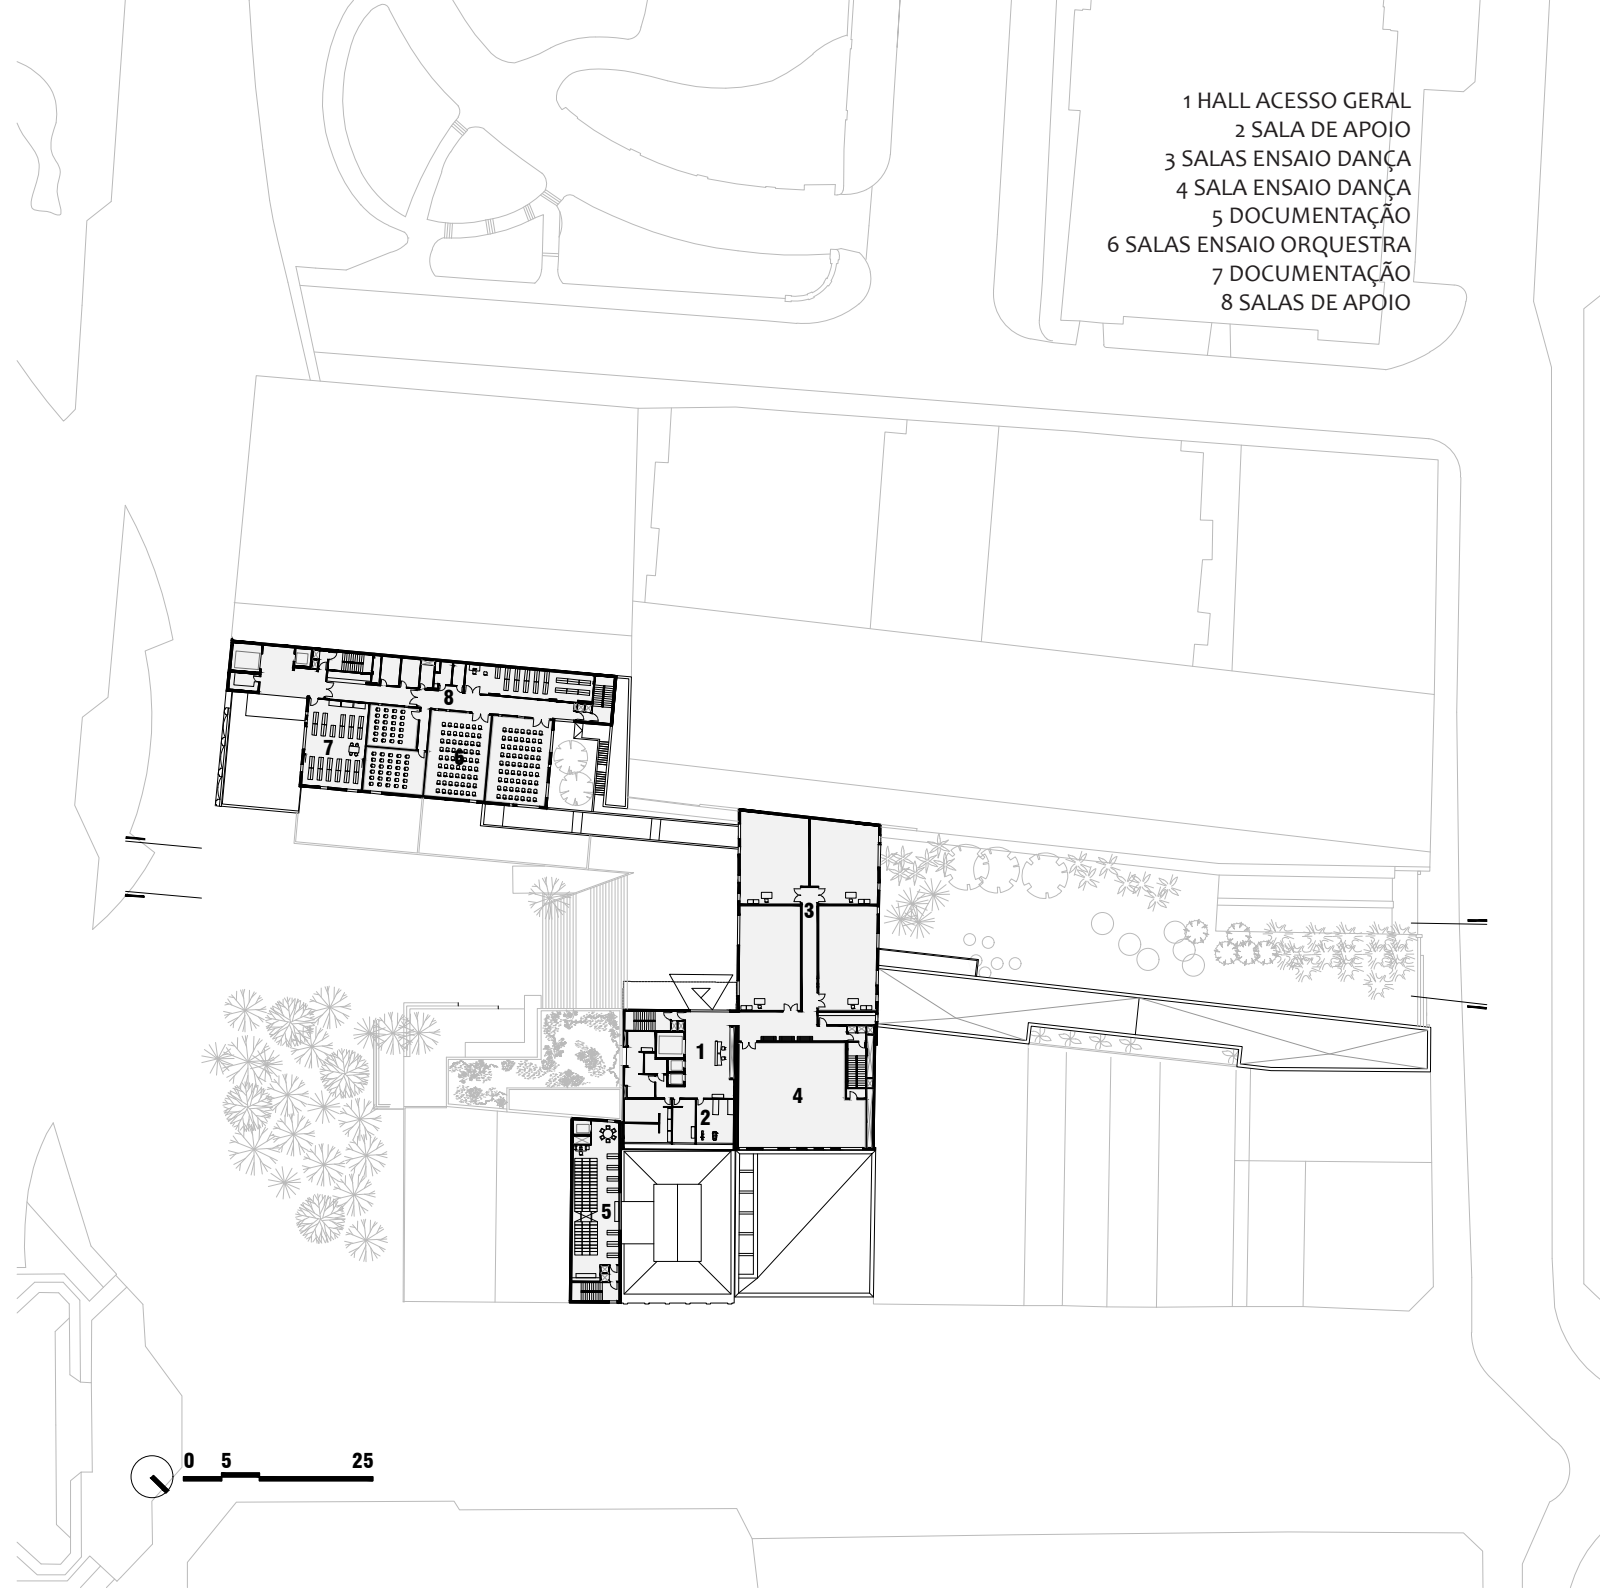 1 HALL ACESSO GERAL
2 SALA DE APOIO
3 SALAS ENSAIO DANÇA
4 SALA ENSAIO DANÇA
5 DOCUMENTAÇÃO
6 SALAS ENSAIO ORQUESTRA
7 DOCUMENTAÇÃO
8 SALAS DE APOIO
8
7
6
3
1
4
2
5
0 5 25